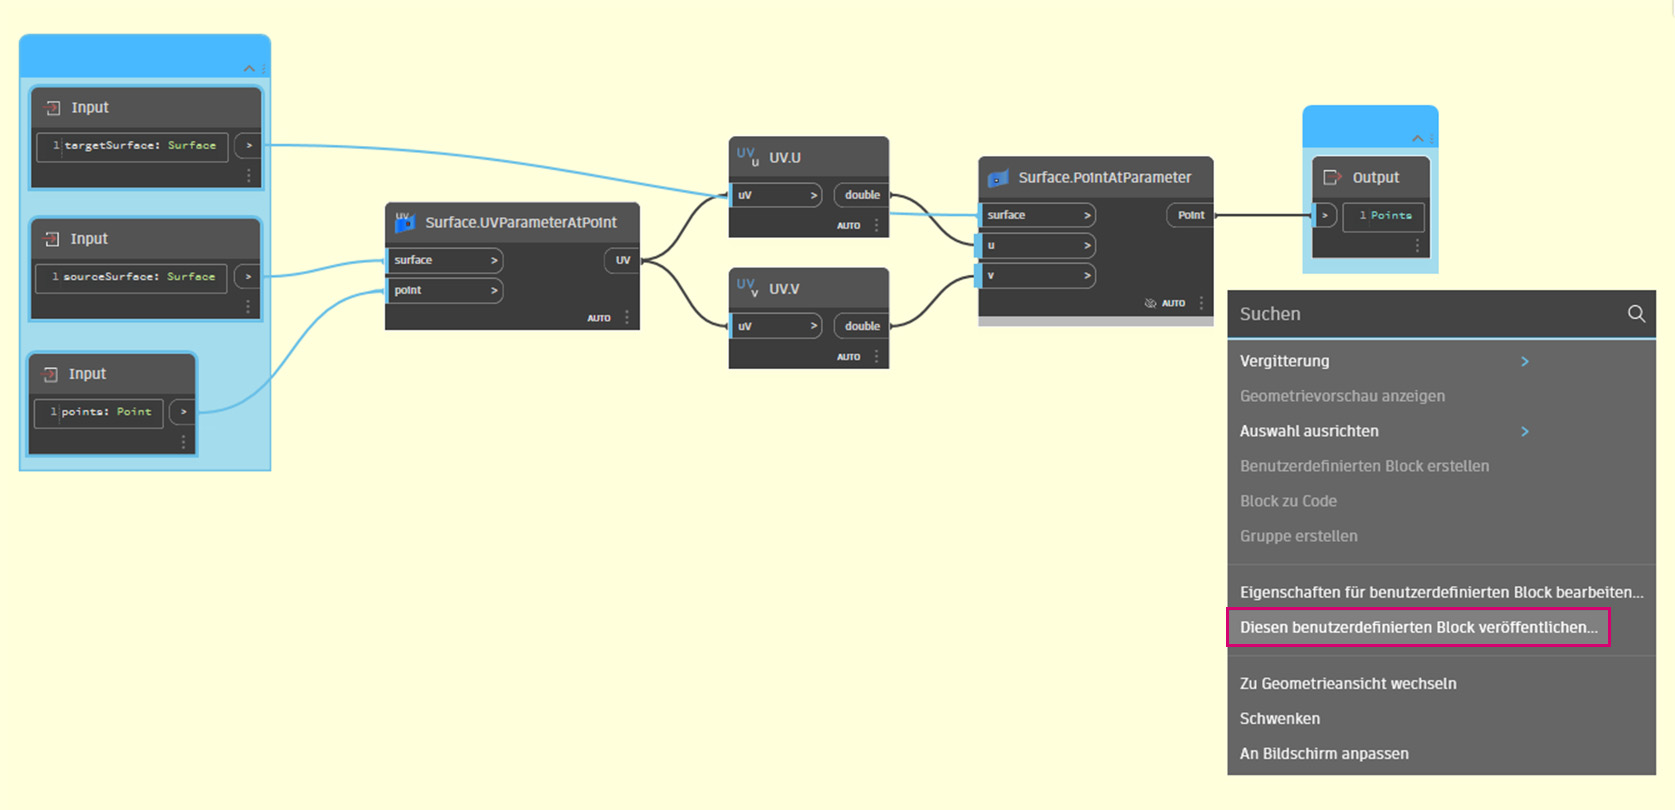 Input
1 targetSurface: Surface >
Input
1 sourceSurface: Surface >
Input
1 points: Point >
UV
Surface.UVParameterAtPoint
surface >
UV
point >
AUTO
UV
u
UV.U
uv >
double
AUTO
UV
v
UV.V
uv >
double
AUTO
Surface.PointAtParameter
surface >
Point
u >
v >
AUTO
Output
> 1 Points
Suchen
Vergitterung >
Geometrievorschau anzeigen
Auswahl ausrichten >
Benutzerdefinierten Block erstellen
Block zu Code
Gruppe erstellen
Eigenschaften für benutzerdefinierten Block bearbeiten...
Diesen benutzerdefinierten Block veröffentlichen...
Zu Geometrieansicht wechseln
Schwenken
An Bildschirm anpassen